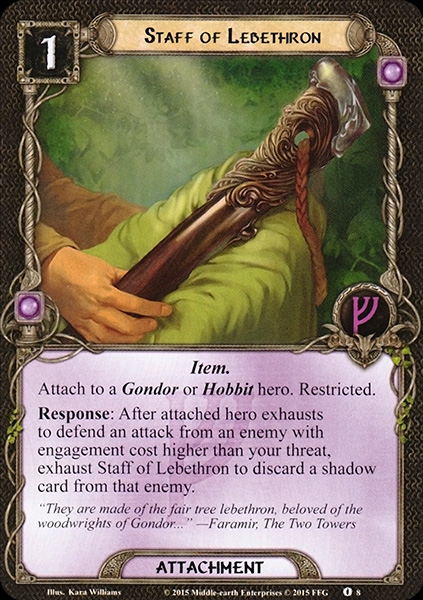 1
STAFF OF LEBETHRON
Item.
Attach to a Gondor or Hobbit hero. Restricted.
Response: After attached hero exhausts
to defend an attack from an enemy with
engagement cost higher than your threat,
exhaust Staff of Lebethron to discard a shadow
card from that enemy.
“They are made of the fair tree lebethron, beloved of the
woodwrights of Gondor...” —Faramir, The Two Towers
ATTACHMENT
Illus. Kara Williams © 2015 Middle-earth Enterprises © 2015 FFG 8